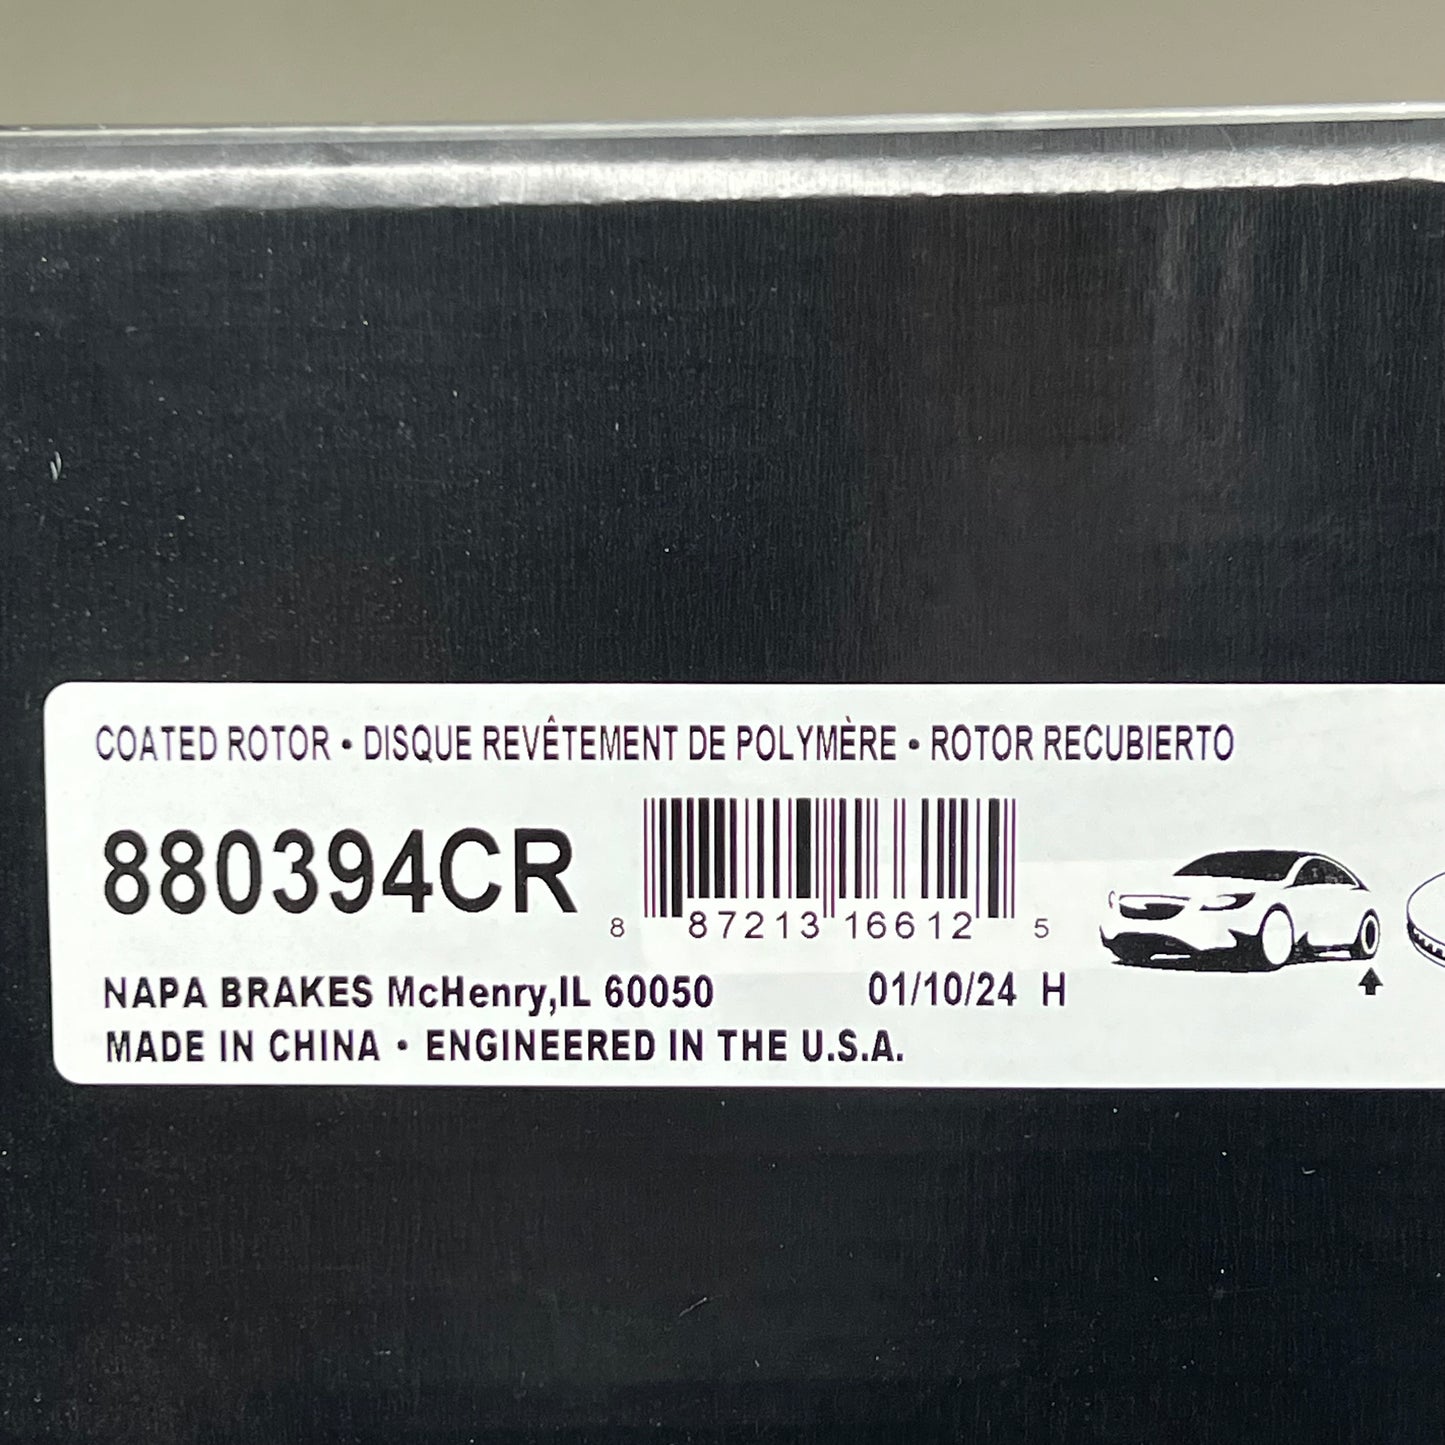 COATED ROTOR • DISQUE REVÊTEMENT DE POLYMÈRE • ROTOR RECUBIERTO
880394CR
8 87213 16612 5
NAPA BRAKES McHenry,IL 60050 01/10/24 H
MADE IN CHINA • ENGINEERED IN THE U.S.A.